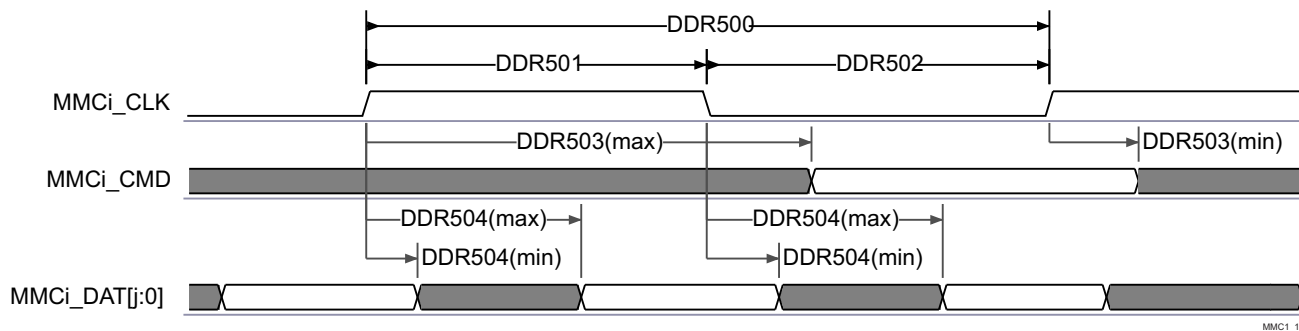 DDR500
DDR501 DDR502
MMCi_CLK
DDR503(max) DDR503(min)
MMCi_CMD
DDR504(max) DDR504(max)
DDR504(min) DDR504(min)
MMCi_DAT[j:0]